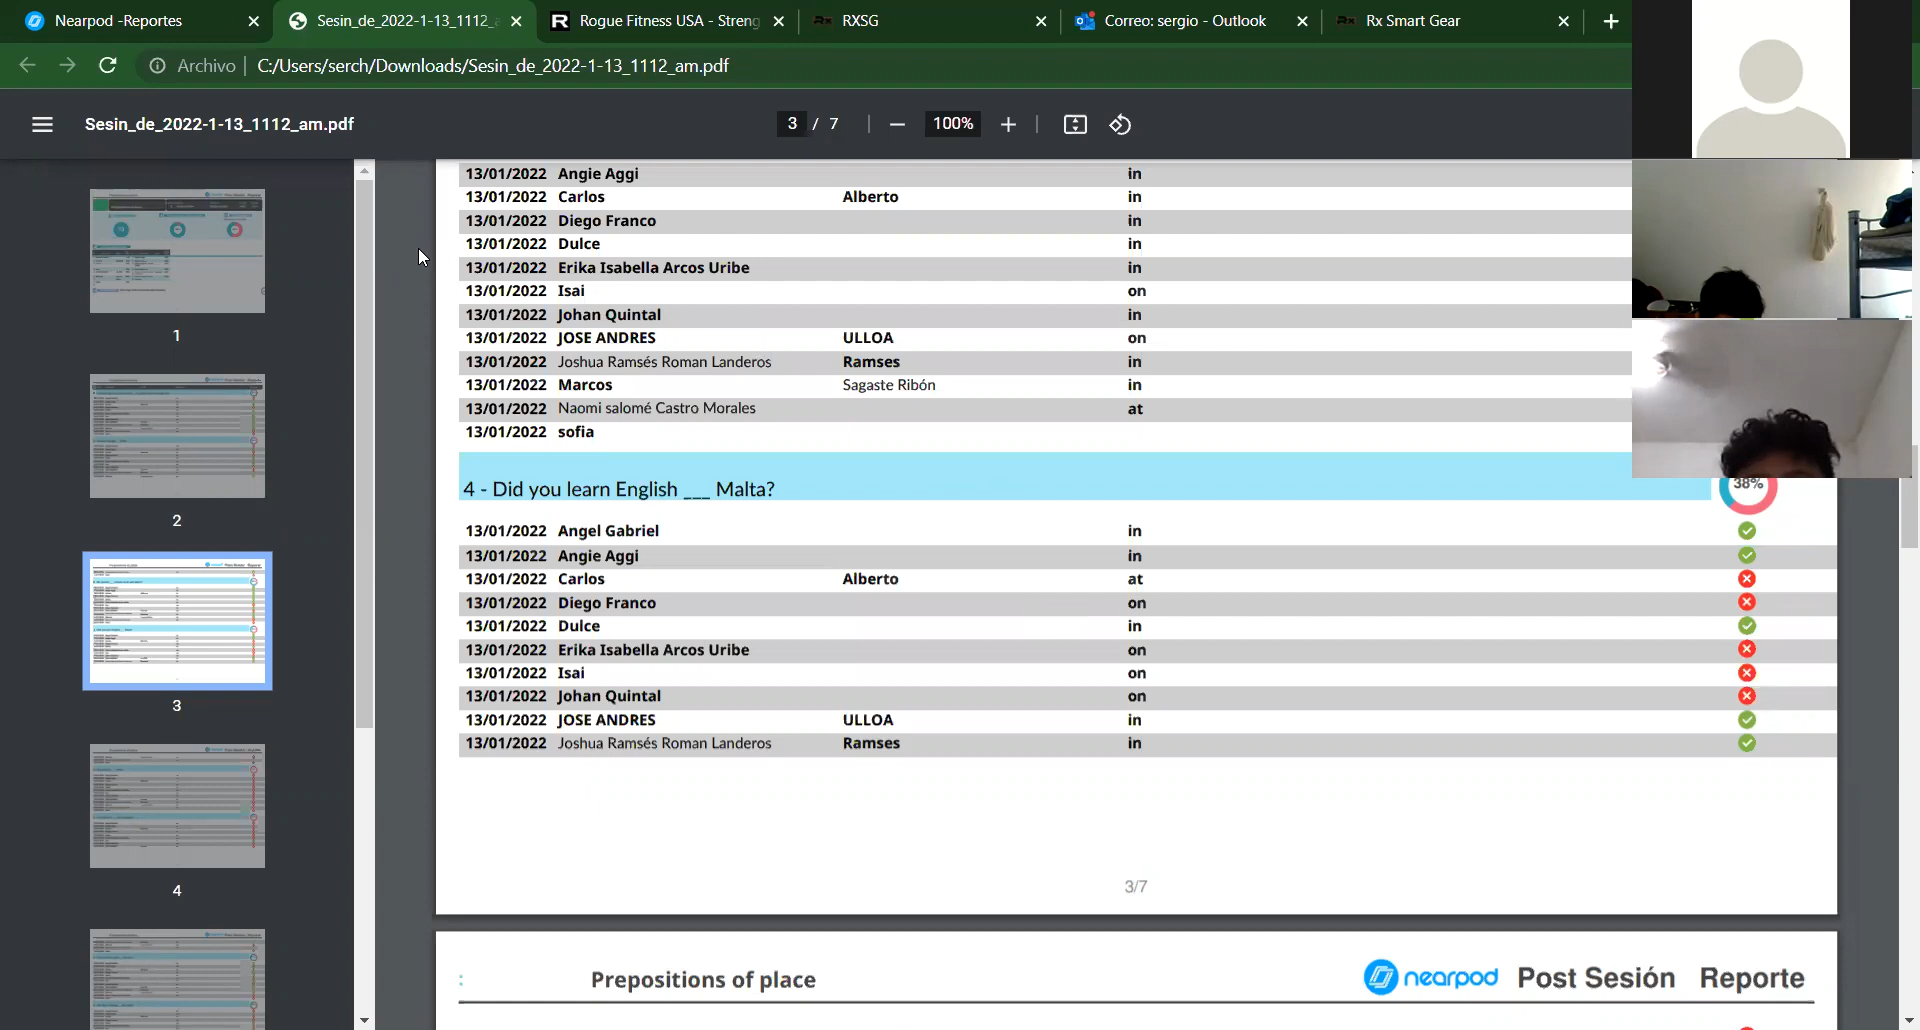 Nearpod -Reportes
Sesin_de_2022-1-13_1112_a
Rogue Fitness USA - Streng
RXSG
Correo: sergio - Outlook
Rx Smart Gear
Archivo
C:/Users/serch/Downloads/Sesin_de_2022-1-13_1112_am.pdf
Sesin_de_2022-1-13_1112_am.pdf
3 / 7
100%
1
2
3
4
13/01/2022 Angie Aggi in
13/01/2022 Carlos Alberto in
13/01/2022 Diego Franco in
13/01/2022 Dulce in
13/01/2022 Erika Isabella Arcos Uribe in
13/01/2022 Isai on
13/01/2022 Johan Quintal in
13/01/2022 JOSE ANDRES ULLOA on
13/01/2022 Joshua Ramsés Roman Landeros Ramses in
13/01/2022 Marcos Sagaste Ribón in
13/01/2022 Naomi salomé Castro Morales at
13/01/2022 sofia
4 - Did you learn English ___ Malta?
38%
13/01/2022 Angel Gabriel in
13/01/2022 Angie Aggi in
13/01/2022 Carlos Alberto at
13/01/2022 Diego Franco on
13/01/2022 Dulce in
13/01/2022 Erika Isabella Arcos Uribe on
13/01/2022 Isai on
13/01/2022 Johan Quintal on
13/01/2022 JOSE ANDRES ULLOA in
13/01/2022 Joshua Ramsés Roman Landeros Ramses in
3/7
: Prepositions of place
nearpod Post Sesión Reporte